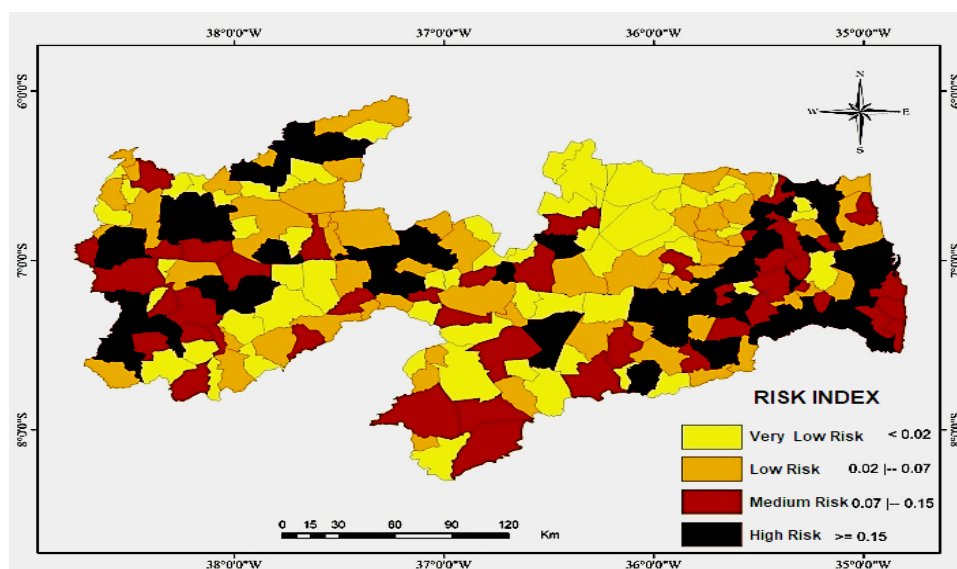 38°0'0"W 37°0'0"W 36°0'0"W 35°0'0"W
6°0'0"S 6°0'0"S
N
W E
S
7°0'0"S 7°0'0"S
8°0'0"S 8°0'0"S
RISK INDEX
Very Low Risk < 0.02
Low Risk 0.02 |-- 0.07
Medium Risk 0.07 |-- 0.15
High Risk >= 0.15
0 15 30 60 90 120
Km
38°0'0"W 37°0'0"W 36°0'0"W 35°0'0"W